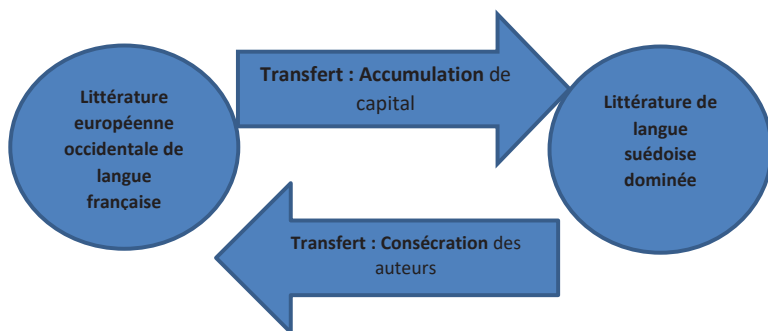 Littérature
européenne
occidentale de
langue
française
Transfert : Accumulation de
capital
Littérature de
langue
suédoise
dominée
Transfert : Consécration des
auteurs